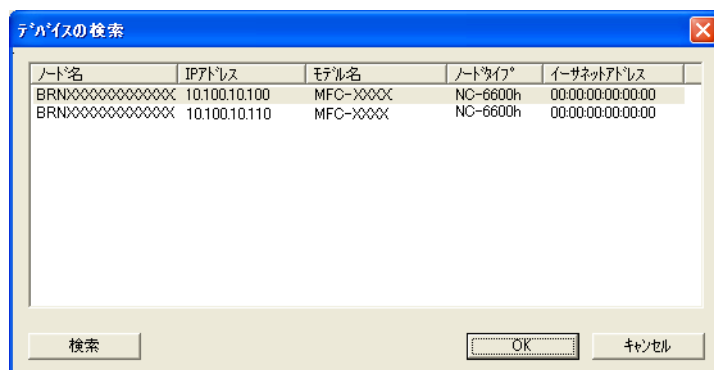 デバイスの検索
ノード名 IPアドレス モデル名 ノードタイプ イーサネットアドレス
BRNXXXXXXXXXXXX 10.100.10.100 MFC-XXXX NC-6600h 00:00:00:00:00:00
BRNXXXXXXXXXXXX 10.100.10.110 MFC-XXXX NC-6600h 00:00:00:00:00:00
検索 OK キャンセル